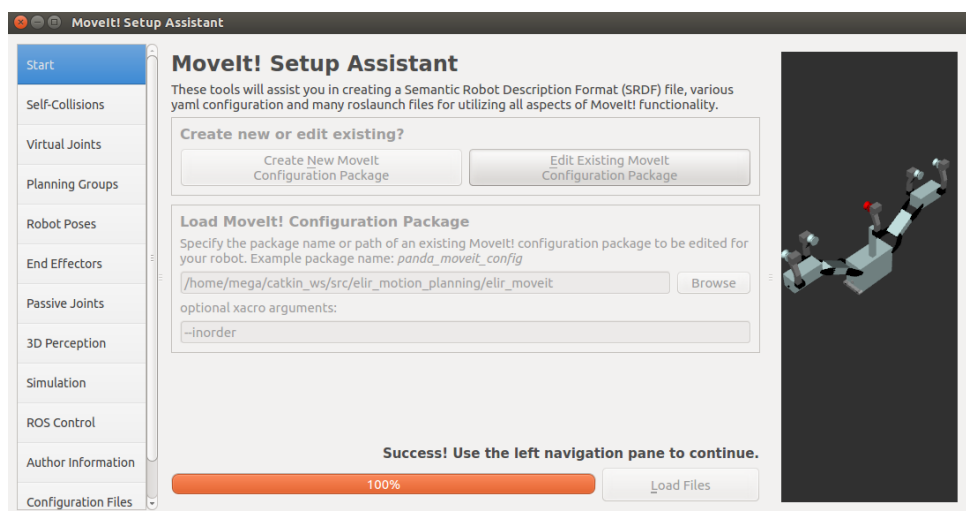 MoveIt! Setup Assistant
Start
Self-Collisions
Virtual Joints
Planning Groups
Robot Poses
End Effectors
Passive Joints
3D Perception
Simulation
ROS Control
Author Information
Configuration Files
MoveIt! Setup Assistant
These tools will assist you in creating a Semantic Robot Description Format (SRDF) file, various
yaml configuration and many roslaunch files for utilizing all aspects of MoveIt! functionality.
Create new or edit existing?
Create New MoveIt
Configuration Package
Edit Existing MoveIt
Configuration Package
Load MoveIt! Configuration Package
Specify the package name or path of an existing MoveIt! configuration package to be edited for
your robot. Example package name: panda_moveit_config
/home/mega/catkin_ws/src/elir_motion_planning/elir_moveit
Browse
optional xacro arguments:
--inorder
Success! Use the left navigation pane to continue.
100%
Load Files